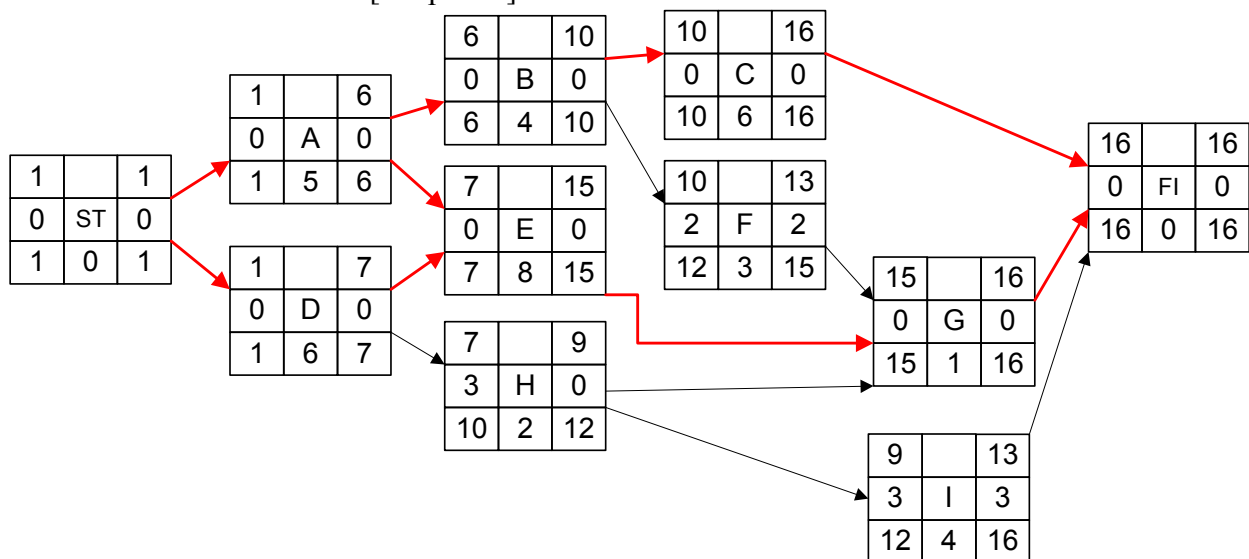 1 1
0 ST 0
1 0 1
1 6
0 A 0
1 5 6
1 7
0 D 0
1 6 7
6 10
0 B 0
6 4 10
7 15
0 E 0
7 8 15
7 9
3 H 0
10 2 12
10 16
0 C 0
10 6 16
10 13
2 F 2
12 3 15
15 16
0 G 0
15 1 16
9 13
3 I 3
12 4 16
16 16
0 FI 0
16 0 16